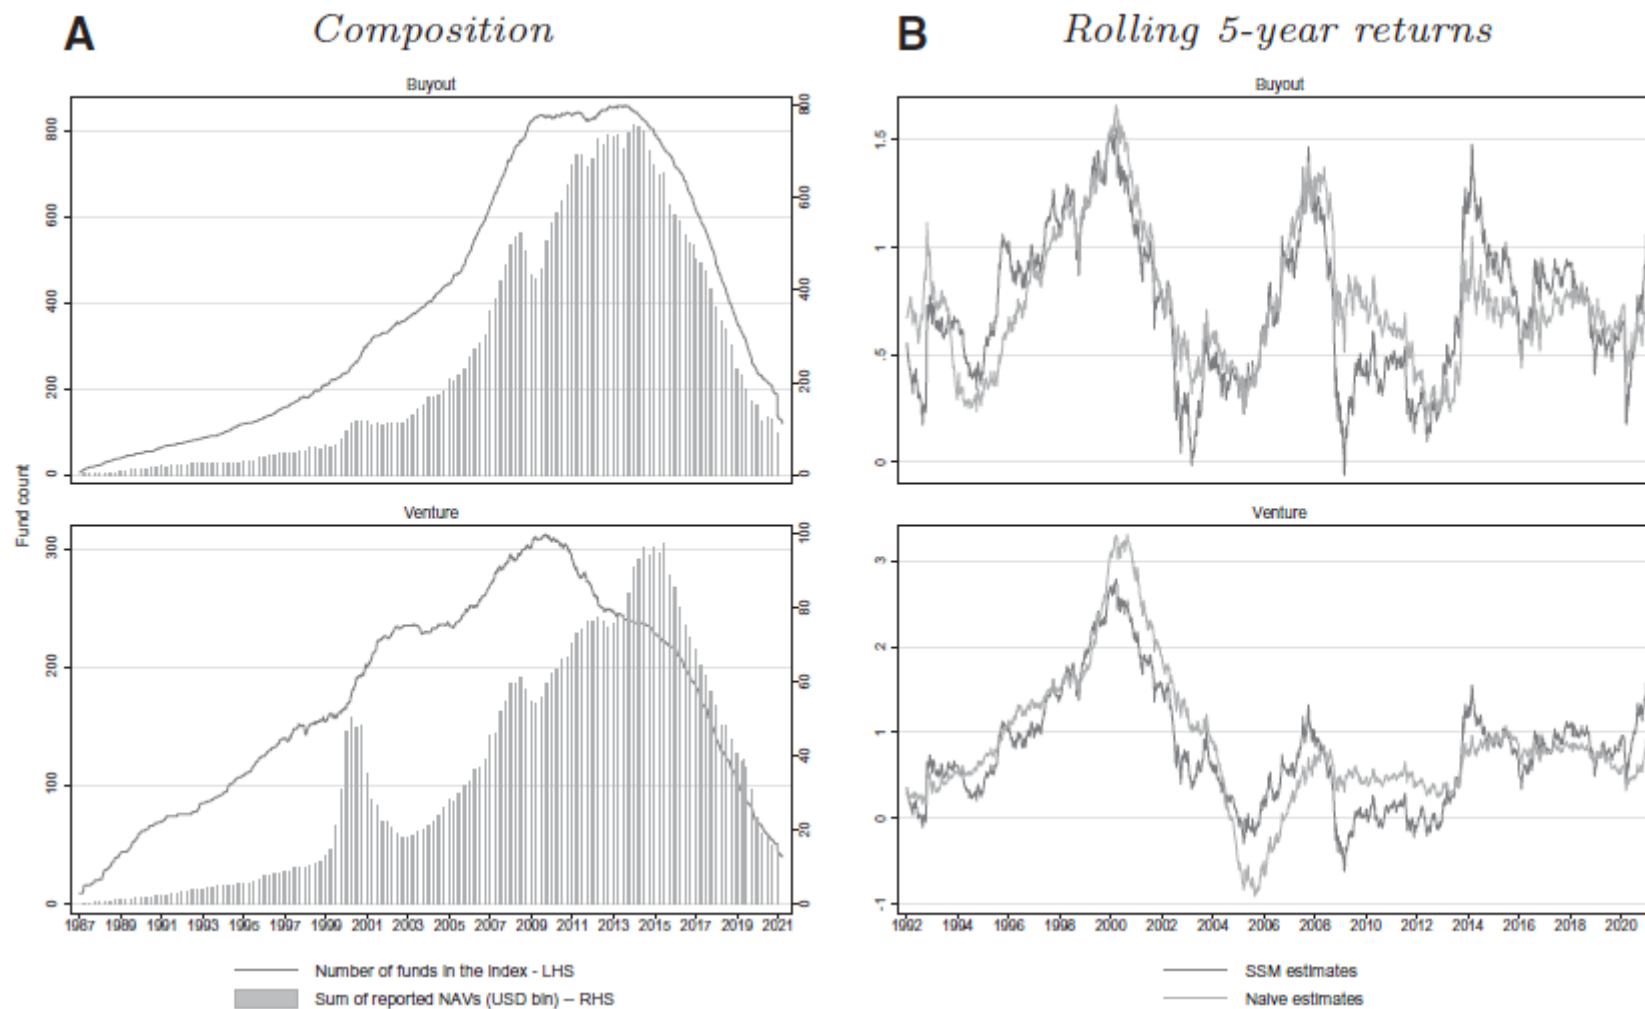 A Composition
Buyout
800
600
400
200
0
800
600
400
200
0
Venture
300
200
100
0
100
80
60
40
20
0
Fund count
1987 1989 1991 1993 1995 1997 1999 2001 2003 2005 2007 2009 2011 2013 2015 2017 2019 2021
Number of funds in the index - LHS
Sum of reported NAVs (USD bln) – RHS
B Rolling 5-year returns
Buyout
1.5
1
.5
0
Venture
3
2
1
0
-1
1992 1994 1996 1998 2000 2002 2004 2006 2008 2010 2012 2014 2016 2018 2020
SSM estimates
Naive estimates